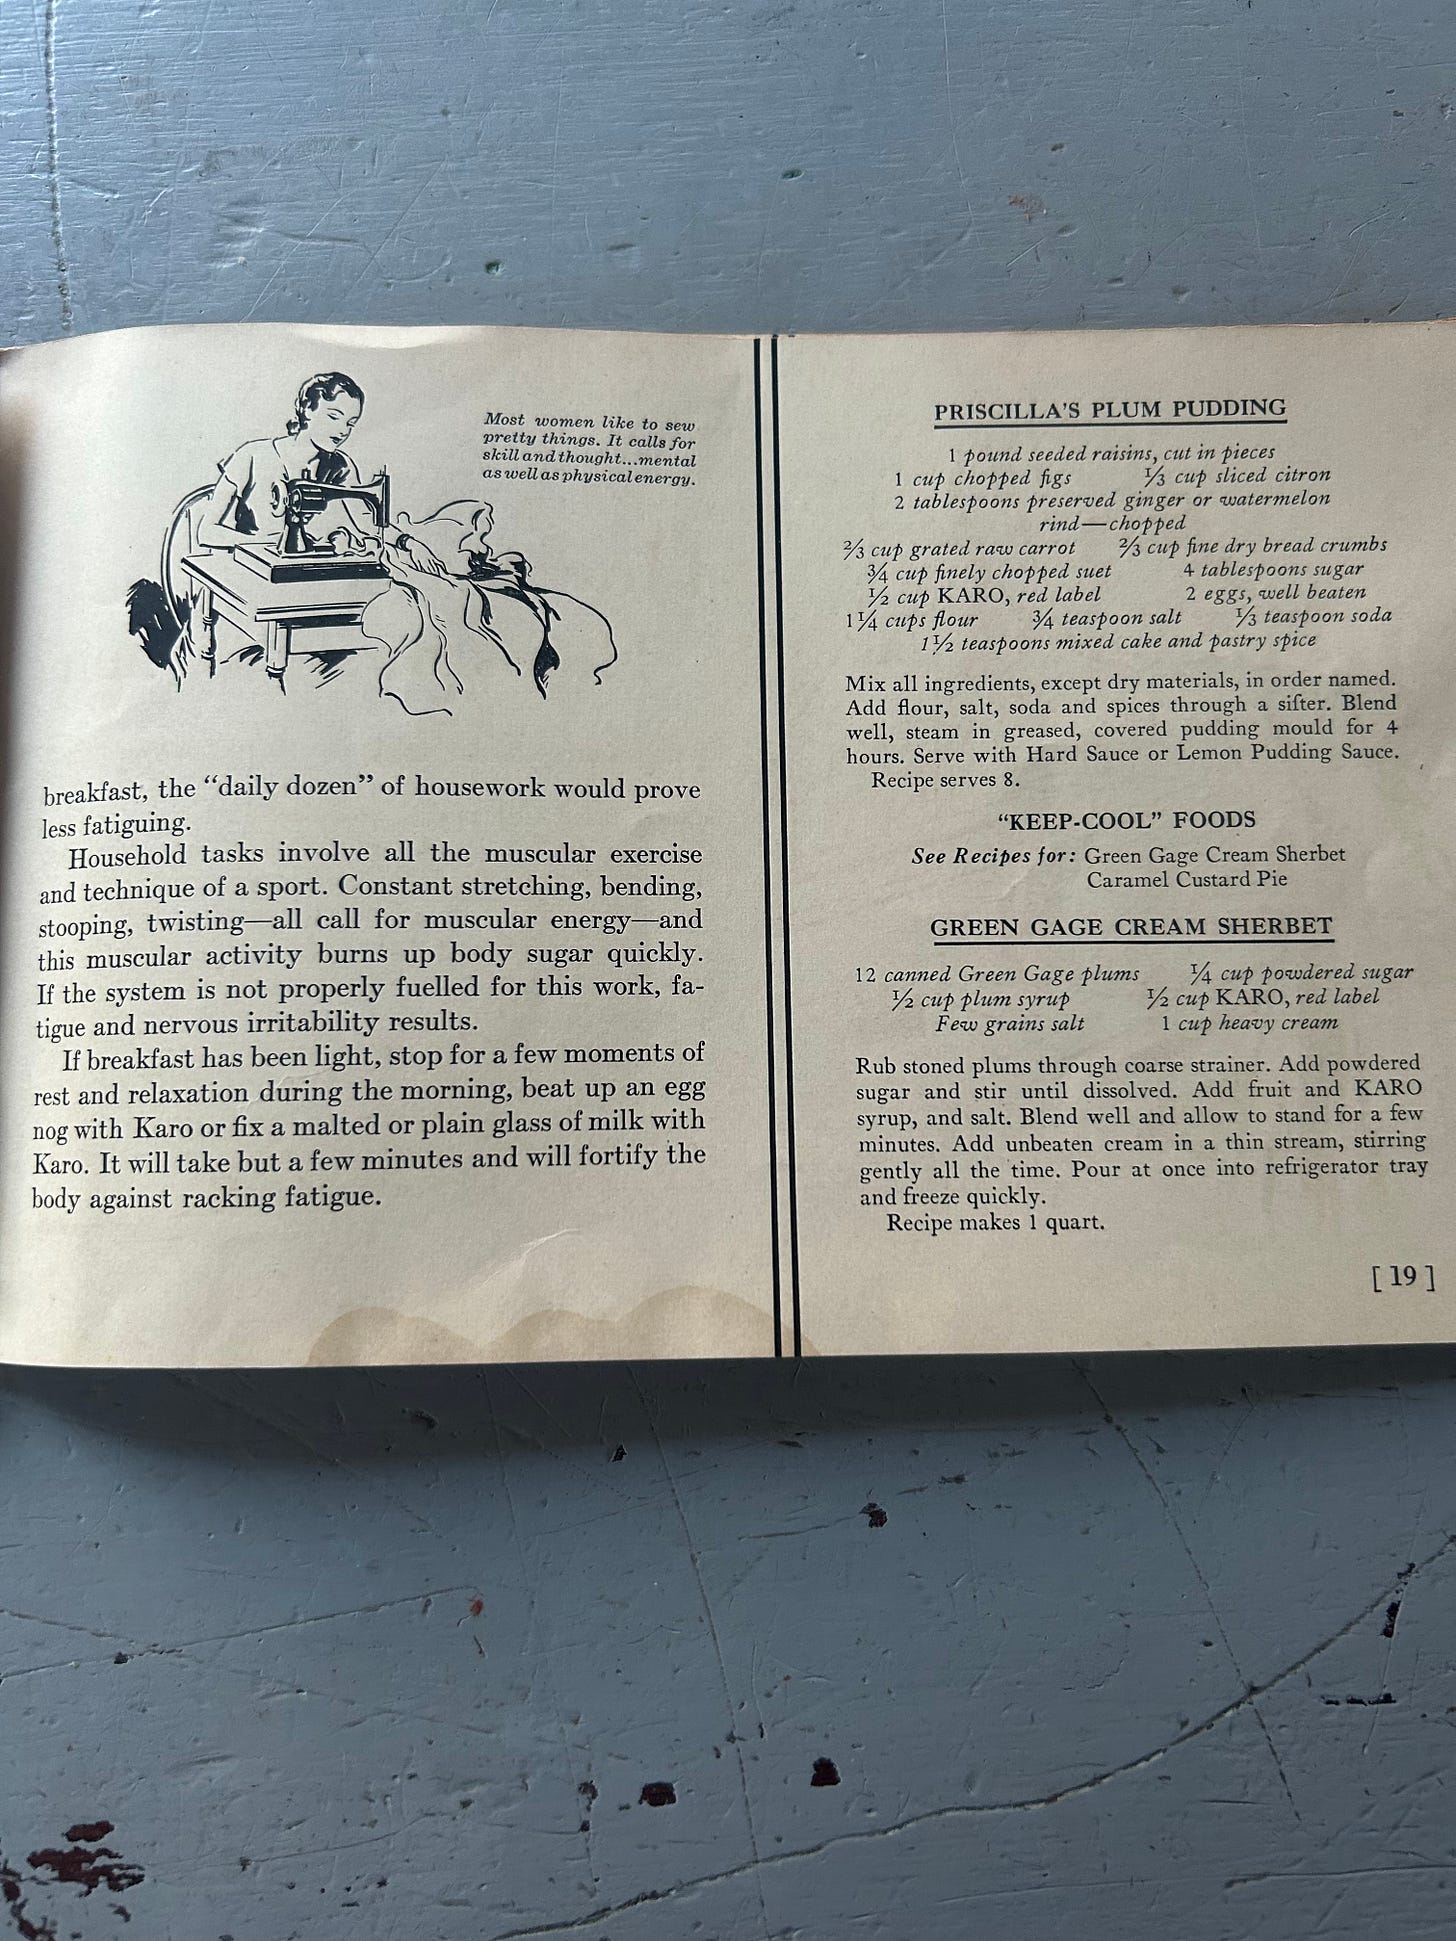 Most women like to sew
pretty things. It calls for
skill and thought...mental
as well as physical energy.
breakfast, the “daily dozen” of housework would prove
less fatiguing.
Household tasks involve all the muscular exercise
and technique of a sport. Constant stretching, bending,
stooping, twisting—all call for muscular energy—and
this muscular activity burns up body sugar quickly.
If the system is not properly fuelled for this work, fa-
tigue and nervous irritability results.
If breakfast has been light, stop for a few moments of
rest and relaxation during the morning, beat up an egg
nog with Karo or fix a malted or plain glass of milk with
Karo. It will take but a few minutes and will fortify the
body against racking fatigue.
PRISCILLA'S PLUM PUDDING
1 pound seeded raisins, cut in pieces
1 cup chopped figs ⅓ cup sliced citron
2 tablespoons preserved ginger or watermelon
rind—chopped
⅔ cup grated raw carrot ⅔ cup fine dry bread crumbs
¾ cup finely chopped suet 4 tablespoons sugar
½ cup KARO, red label 2 eggs, well beaten
1¼ cups flour ¾ teaspoon salt ⅓ teaspoon soda
1½ teaspoons mixed cake and pastry spice
Mix all ingredients, except dry materials, in order named.
Add flour, salt, soda and spices through a sifter. Blend
well, steam in greased, covered pudding mould for 4
hours. Serve with Hard Sauce or Lemon Pudding Sauce.
Recipe serves 8.
“KEEP-COOL” FOODS
See Recipes for: Green Gage Cream Sherbet
Caramel Custard Pie
GREEN GAGE CREAM SHERBET
12 canned Green Gage plums ¼ cup powdered sugar
½ cup plum syrup ½ cup KARO, red label
Few grains salt 1 cup heavy cream
Rub stoned plums through coarse strainer. Add powdered
sugar and stir until dissolved. Add fruit and KARO
syrup, and salt. Blend well and allow to stand for a few
minutes. Add unbeaten cream in a thin stream, stirring
gently all the time. Pour at once into refrigerator tray
and freeze quickly.
Recipe makes 1 quart.
[ 19 ]